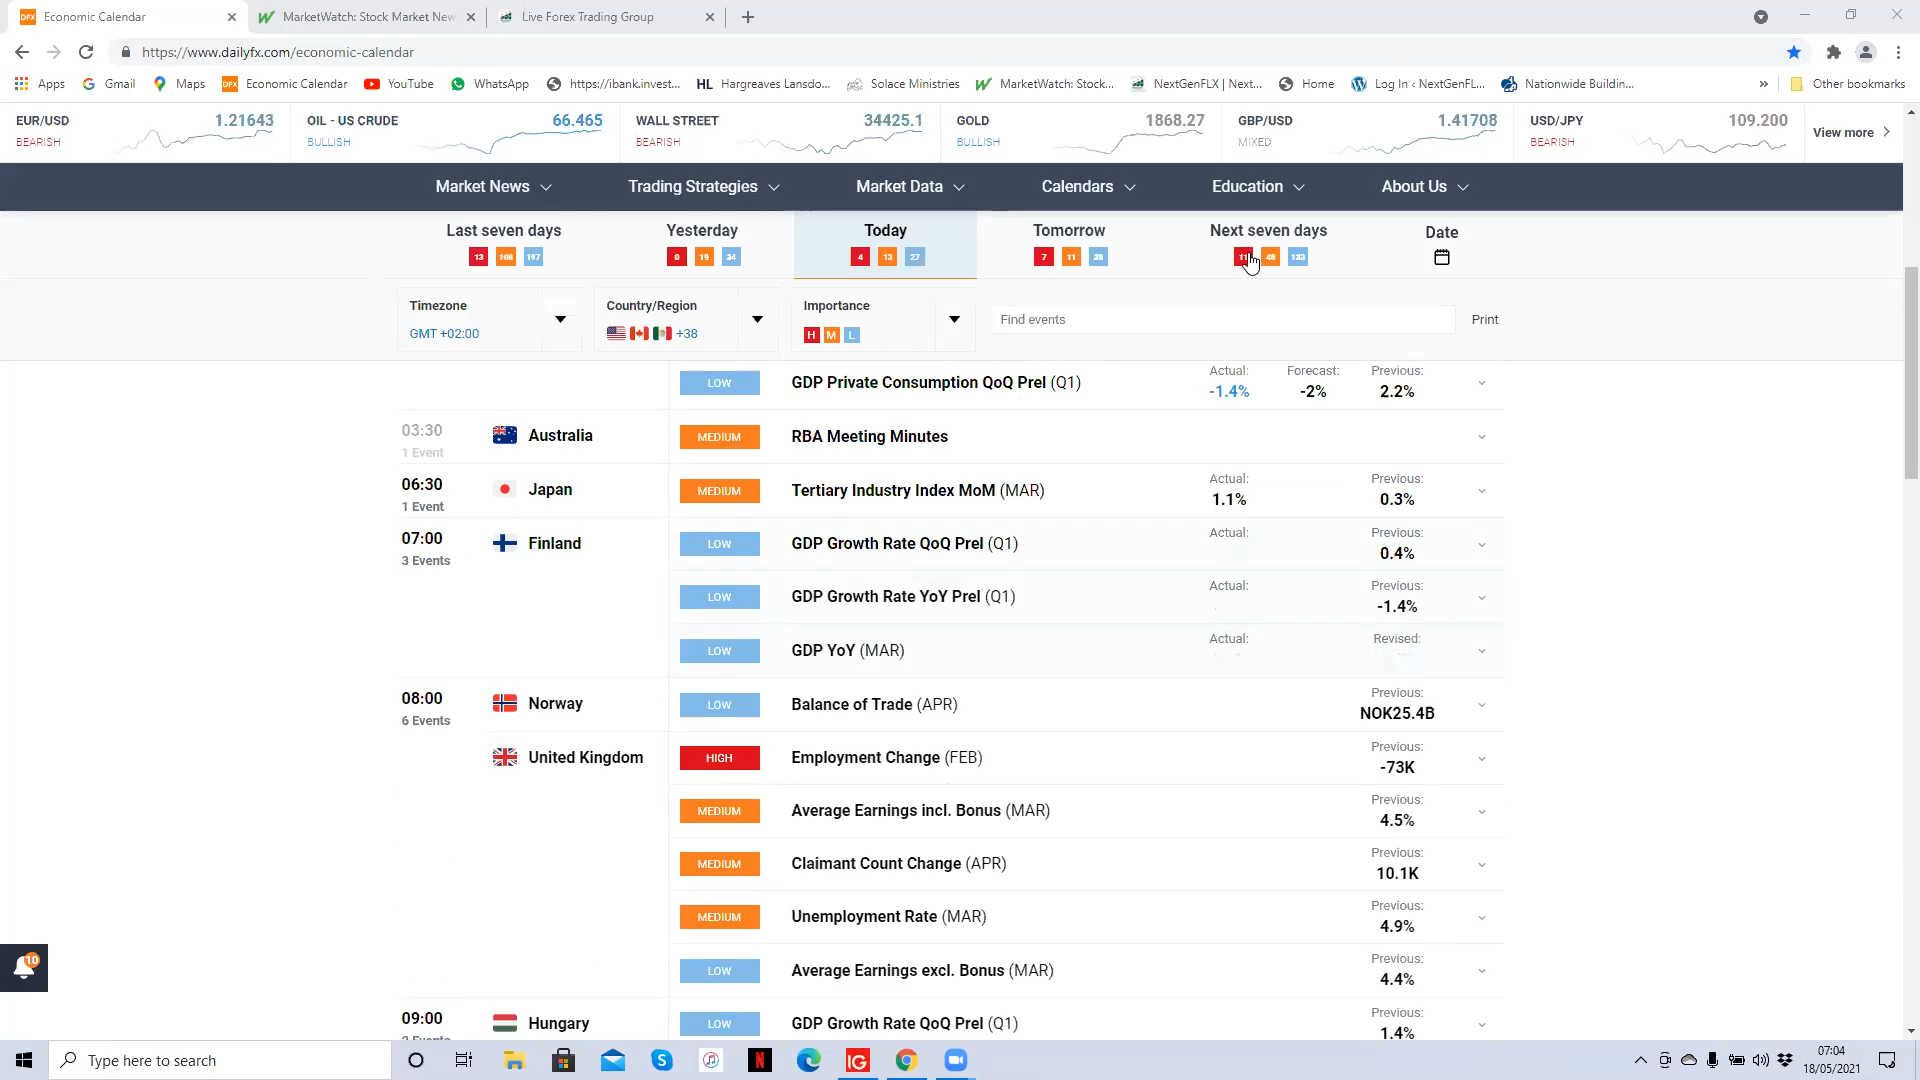 Economic Calendar
MarketWatch: Stock Market New
Live Forex Trading Group
https://www.dailyfx.com/economic-calendar
Apps Gmail Maps Economic Calendar YouTube WhatsApp https://ibank.invest... HL Hargreaves Lansdo... Solace Ministries MarketWatch: Stock... NextGenFLX | Next... Home Log In ‹ NextGenFL... Nationwide Buildin... » Other bookmarks
EUR/USD 1.21643 OIL - US CRUDE 66.465 WALL STREET 34425.1 GOLD 1868.27 GBP/USD 1.41708 USD/JPY 109.200
View more
BEARISH BULLISH BEARISH BULLISH MIXED BEARISH
Market News Trading Strategies Market Data Calendars Education About Us
Last seven days Yesterday Today Tomorrow Next seven days Date
13 108 197 0 19 34 4 13 27 7 11 28 11 48 133
Timezone Country/Region Importance
Find events Print
GMT +02:00 +38 H M L
LOW GDP Private Consumption QoQ Prel (Q1) Actual: -1.4% Forecast: -2% Previous: 2.2%
03:30 Australia MEDIUM RBA Meeting Minutes
1 Event
06:30 Japan MEDIUM Tertiary Industry Index MoM (MAR) Actual: 1.1% Previous: 0.3%
1 Event
07:00 Finland LOW GDP Growth Rate QoQ Prel (Q1) Actual: Previous: 0.4%
3 Events
LOW GDP Growth Rate YoY Prel (Q1) Actual: Previous: -1.4%
LOW GDP YoY (MAR) Actual: Revised:
08:00 Norway LOW Balance of Trade (APR) Previous: NOK25.4B
6 Events
United Kingdom HIGH Employment Change (FEB) Previous: -73K
MEDIUM Average Earnings incl. Bonus (MAR) Previous: 4.5%
MEDIUM Claimant Count Change (APR) Previous: 10.1K
MEDIUM Unemployment Rate (MAR) Previous: 4.9%
10
LOW Average Earnings excl. Bonus (MAR) Previous: 4.4%
09:00 Hungary LOW GDP Growth Rate QoQ Prel (Q1) Previous: 1.4%
Type here to search
IG
07:04
18/05/2021